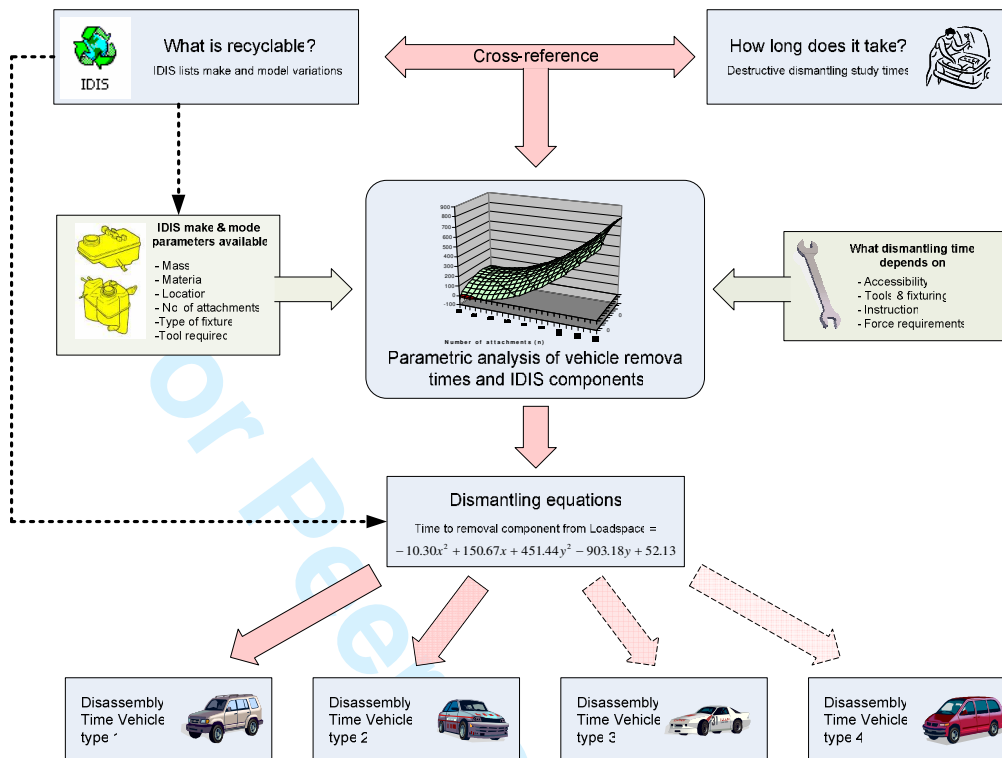 What is recyclable?
IDIS lists make and model variations
IDIS
Cross-reference
How long does it take?
Destructive dismantling study times
IDIS make & mode
parameters available
- Mass
- Materia
- Location
- No. of attachments
-Type of fixture
-Tool required
900
800
700
600
500
400
300
200
100
0
-100
0
0
Number of attachments (n)
Parametric analysis of vehicle remova
times and IDIS components
What dismantling time
depends on
- Accessibility
- Tools & fixturing
- Instruction
- Force requirements
Dismantling equations
Time to removal component from Loadspace =
−10.30x² + 150.67x + 451.44y² − 903.18y + 52.13
or Peer
Disassembly
Time Vehicle
type 1
Disassembly
Time Vehicle
type 2
Disassembly
Time Vehicle
type 3
Disassembly
Time Vehicle
type 4